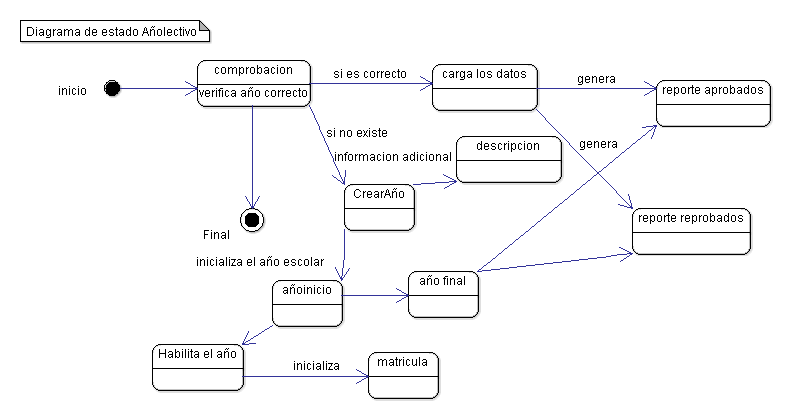 Diagrama de estado Añolectivo
inicio
comprobacion
verifica año correcto
si es correcto
carga los datos
genera
reporte aprobados
si no existe
informacion adicional
descripcion
genera
CrearAño
reporte reprobados
Final
inicializa el año escolar
añoinicio
año final
Habilita el año
inicializa
matricula